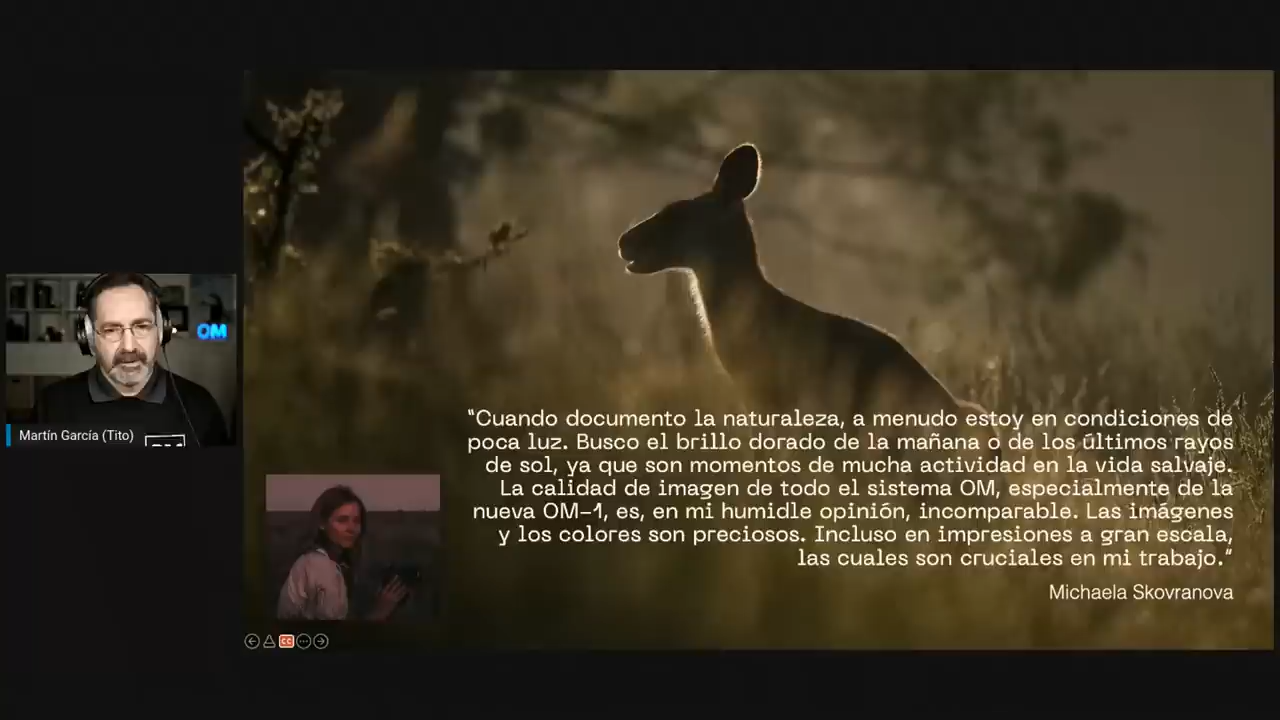 OM
Martín García (Tito)
“Cuando documento la naturaleza, a menudo estoy en condiciones de
poca luz. Busco el brillo dorado de la mañana o de los últimos rayos
de sol, ya que son momentos de mucha actividad en la vida salvaje.
La calidad de imagen de todo el sistema OM, especialmente de la
nueva OM-1, es, en mi humidle opinión, incomparable. Las imágenes
y los colores son preciosos. Incluso en impresiones a gran escala,
las cuales son cruciales en mi trabajo.”
Michaela Skovranova
CC